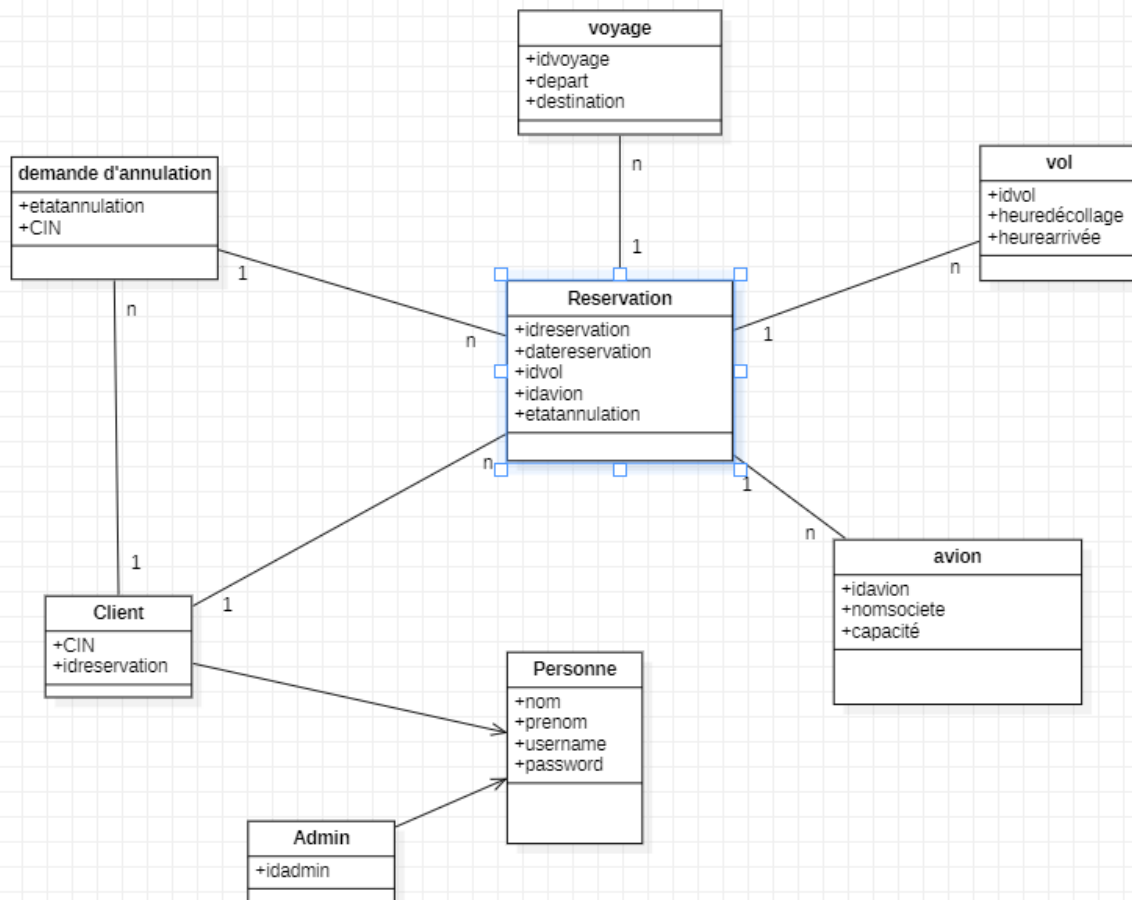 voyage
+idvoyage
+depart
+destination
n
1
demande d'annulation
+etatannulation
+CIN
1
n
n
1
vol
+idvol
+heuredécollage
+heurearrivée
n
1
Reservation
+idreservation
+datereservation
+idvol
+idavion
+etatannulation
n
1
1
n
avion
+idavion
+nomsociete
+capacité
Client
+CIN
+idreservation
Personne
+nom
+prenom
+username
+password
Admin
+idadmin